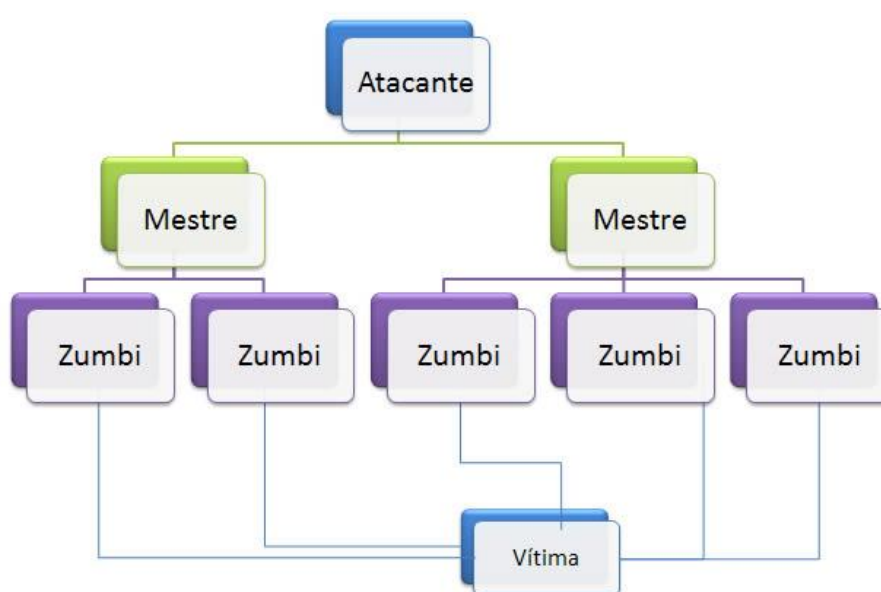 Atacante
Mestre
Mestre
Zumbi
Zumbi
Zumbi
Zumbi
Zumbi
Vítima